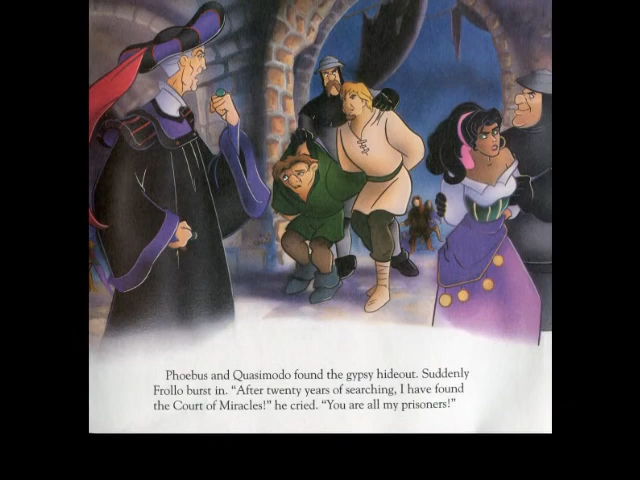 Phoebus and Quasimodo found the gypsy hideout. Suddenly
Frollo burst in. “After twenty years of searching, I have found
the Court of Miracles!” he cried. “You are all my prisoners!”